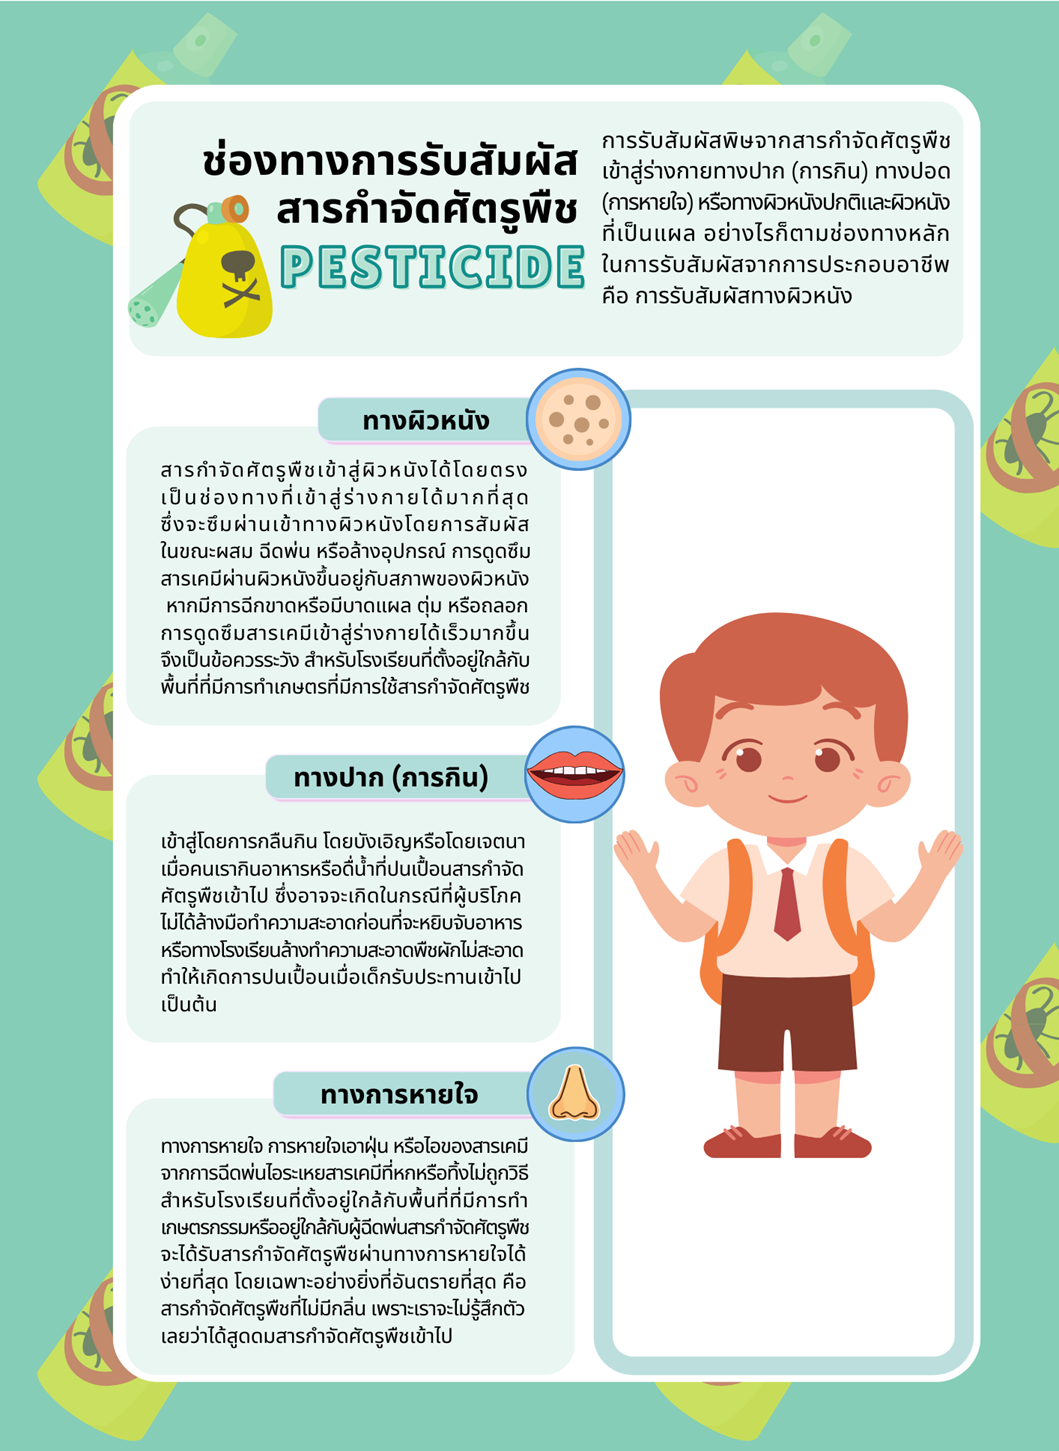 ช่องทางการรับสัมผัส
สารกำจัดศัตรูพืช
PESTICIDE
การรับสัมผัสพิษจากสารกำจัดศัตรูพืช
เข้าสู่ร่างกายทางปาก (การกิน) ทางปอด
(การหายใจ) หรือทางผิวหนังปกติและผิวหนัง
ที่เป็นแผล อย่างไรก็ตามช่องทางหลัก
ในการรับสัมผัสจากการประกอบอาชีพ
คือ การรับสัมผัสทางผิวหนัง
ทางผิวหนัง
สารกำจัดศัตรูพืชเข้าสู่ผิวหนังได้โดยตรง
เป็นช่องทางที่เข้าสู่ร่างกายได้มากที่สุด
ซึ่งจะซึมผ่านเข้าทางผิวหนังโดยการสัมผัส
ในขณะผสม ฉีดพ่น หรือล้างอุปกรณ์ การดูดซึม
สารเคมีผ่านผิวหนังขึ้นอยู่กับสภาพของผิวหนัง
หากมีการฉีกขาดหรือมีบาดแผล ตุ่ม หรือถลอก
การดูดซึมสารเคมีเข้าสู่ร่างกายได้เร็วมากขึ้น
จึงเป็นข้อควรระวัง สำหรับโรงเรียนที่ตั้งอยู่ใกล้กับ
พื้นที่ที่มีการทำเกษตรที่มีการใช้สารกำจัดศัตรูพืช
ทางปาก (การกิน)
เข้าสู่โดยการกลืนกิน โดยบังเอิญหรือโดยเจตนา
เมื่อคนเรากินอาหารหรือดื่น้ำที่ปนเปื้อนสารกำจัด
ศัตรูพืชเข้าไป ซึ่งอาจจะเกิดในกรณีที่ผู้บริโภค
ไม่ได้ล้างมือทำความสะอาดก่อนที่จะหยิบจับอาหาร
หรือทางโรงเรียนล้างทำความสะอาดพืชผักไม่สะอาด
ทำให้เกิดการปนเปื้อนเมื่อเด็กรับประทานเข้าไป
เป็นต้น
ทางการหายใจ
ทางการหายใจ การหายใจเอาฝุ่น หรือไอของสารเคมี
จากการฉีดพ่นไอระเหยสารเคมีที่หกหรือทิ้งไม่ถูกวิธี
สำหรับโรงเรียนที่ตั้งอยู่ใกล้กับพื้นที่ที่มีการทำ
เกษตรกรรมหรืออยู่ใกล้กับผู้ฉีดพ่นสารกำจัดศัตรูพืช
จะได้รับสารกำจัดศัตรูพืชผ่านทางการหายใจได้
ง่ายที่สุด โดยเฉพาะอย่างยิ่งที่อันตรายที่สุด คือ
สารกำจัดศัตรูพืชที่ไม่มีกลิ่น เพราะเราจะไม่รู้สึกตัว
เลยว่าได้สูดดมสารกำจัดศัตรูพืชเข้าไป